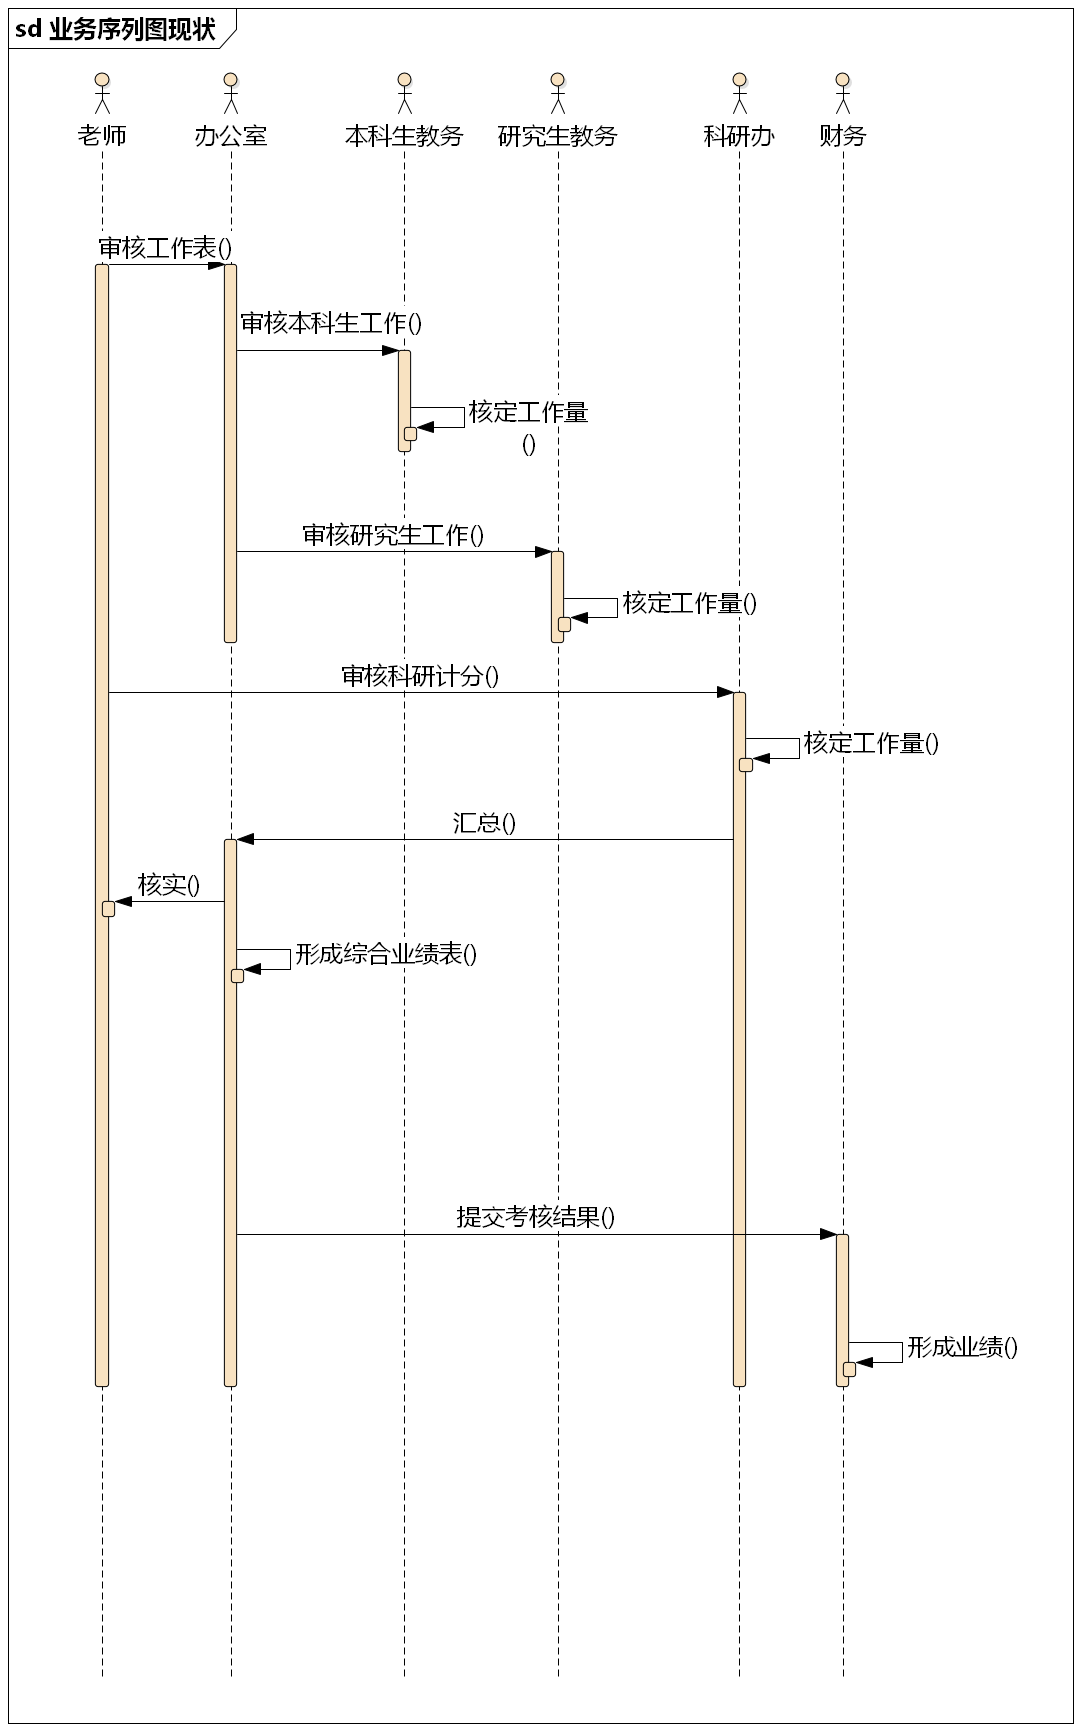 sd 业务序列图现状
老师
办公室
本科生教务
研究生教务
科研办
财务
审核工作表()
审核本科生工作()
核定工作量
()
审核研究生工作()
核定工作量()
审核科研计分()
核定工作量()
汇总()
核实()
形成综合业绩表()
提交考核结果()
形成业绩()